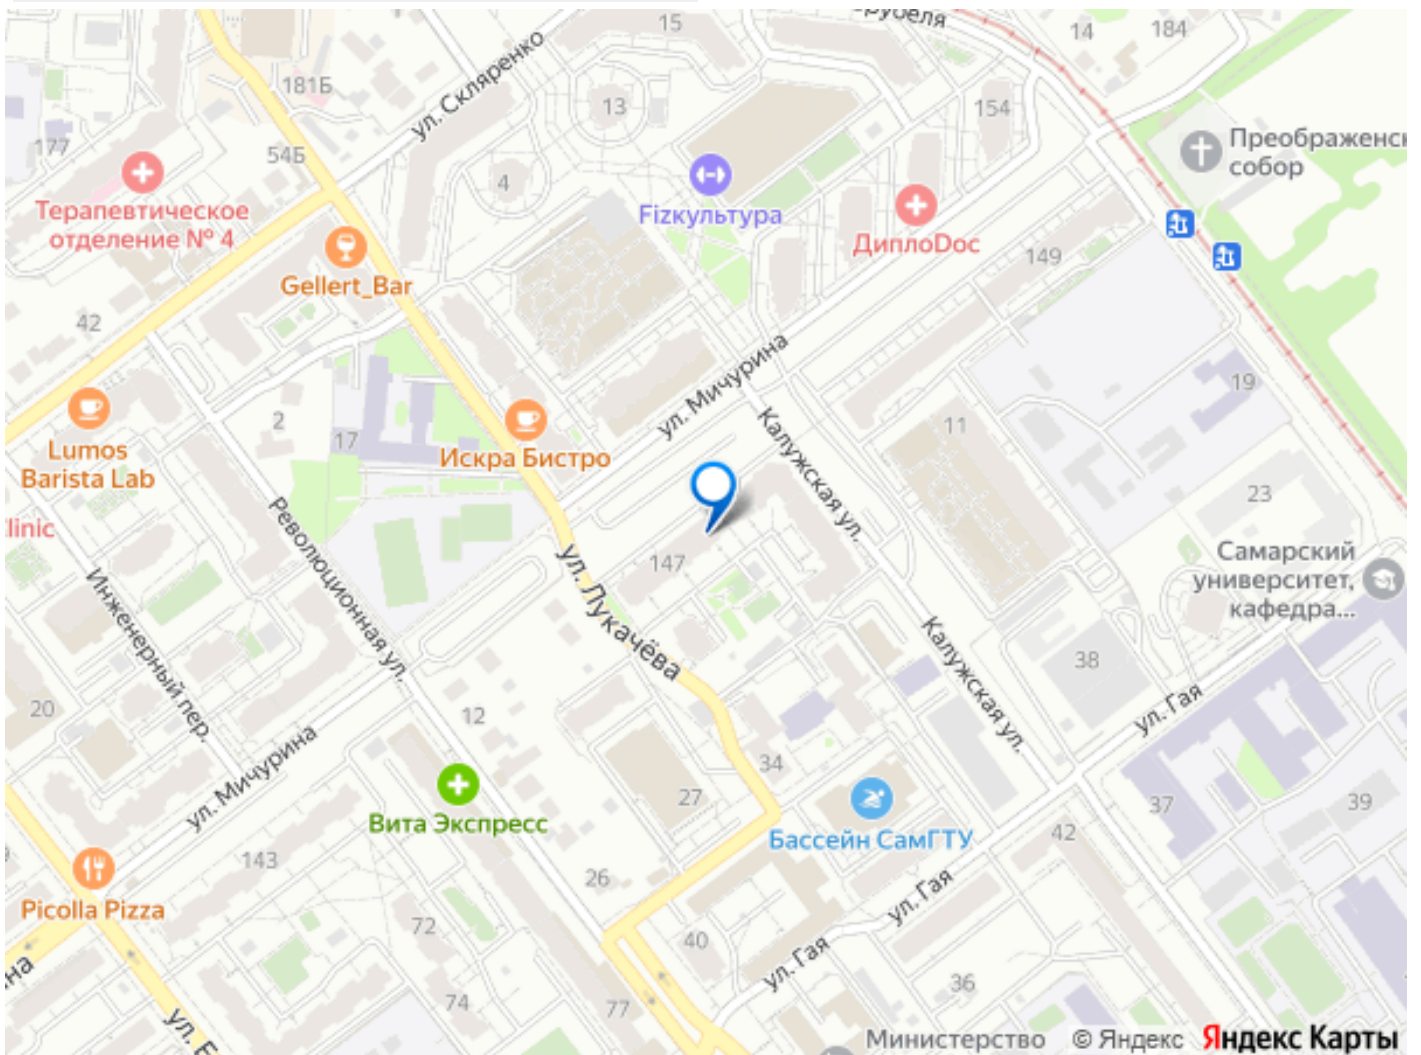 15
14
184
13
154
181Б
ул. Скляренко
177
54Б
4
Преображенск
собор
Терапевтическое
отделение № 4
Fizкультура
ДиплоDoc
149
Gellert_Bar
42
ул. Мичурина
19
2
17
11
Lumos
Barista Lab
Искра Бистро
Калужская ул.
23
Революционная ул.
147
ул. Лукачёва
Самарский
университет,
кафедра...
Инженерный пер.
Калужская ул.
38
20
12
ул. Гая
ул. Мичурина
34
27
37
39
Вита Экспресс
Бассейн СамГТУ
42
143
26
ул. Гая
Picolla Pizza
72
40
ул. Гая
36
74
77
Министерство
© Яндекс
Яндекс Карты